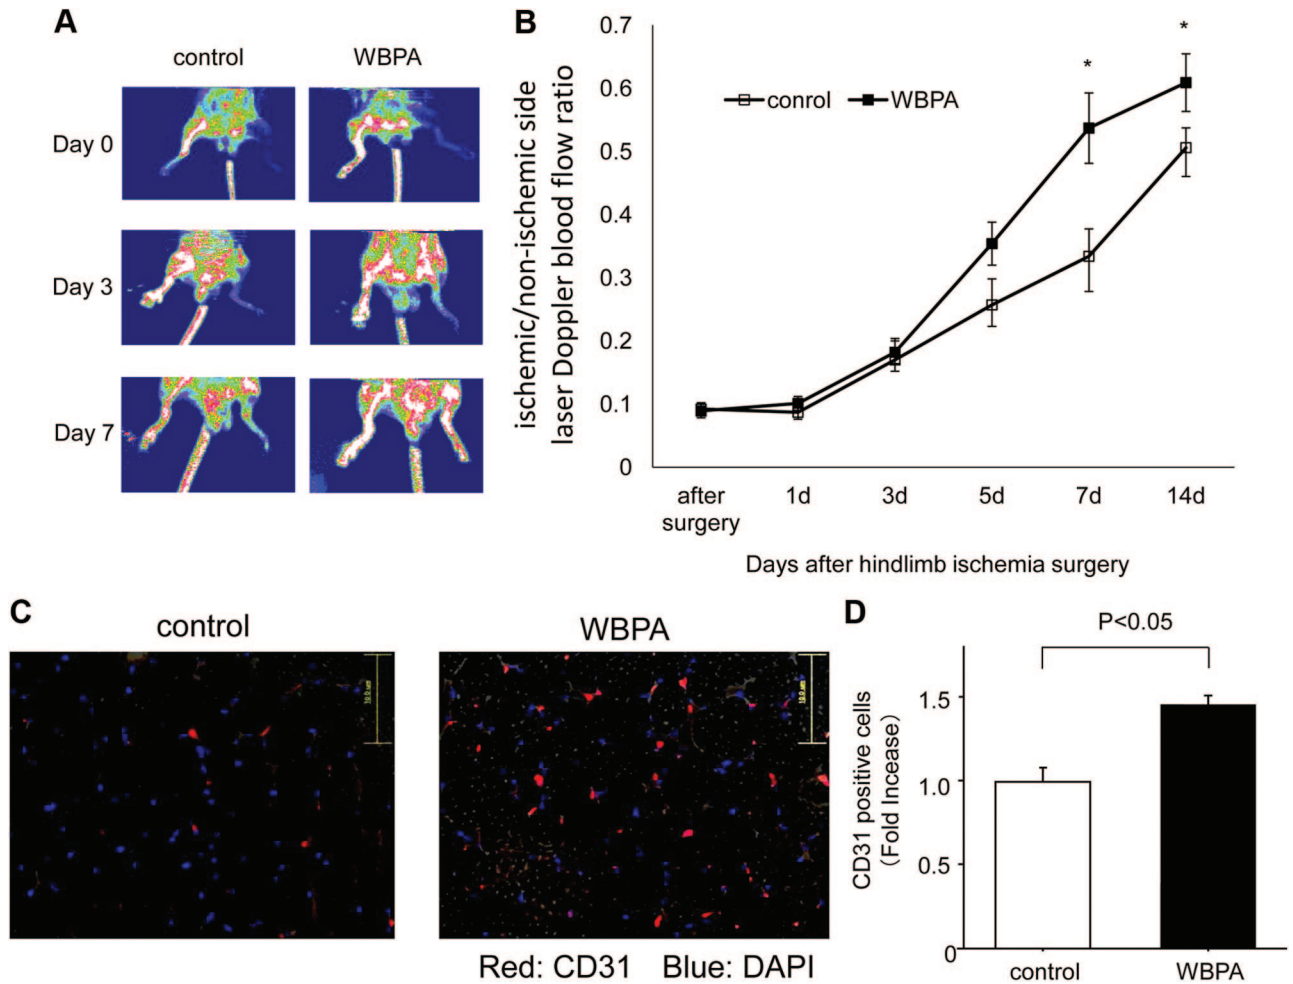 A
control WBPA
Day 0
Day 3
Day 7
B
ischemic/non-ischemic side
laser Doppler blood flow ratio
0.7
0.6
0.5
0.4
0.3
0.2
0.1
0
conrol WBPA
*
*
after
surgery
1d 3d 5d 7d 14d
Days after hindlimb ischemia surgery
C
control
WBPA
Red: CD31 Blue: DAPI
D
P<0.05
CD31 positive cells
(Fold Incease)
1.5
1.0
0.5
0
control WBPA